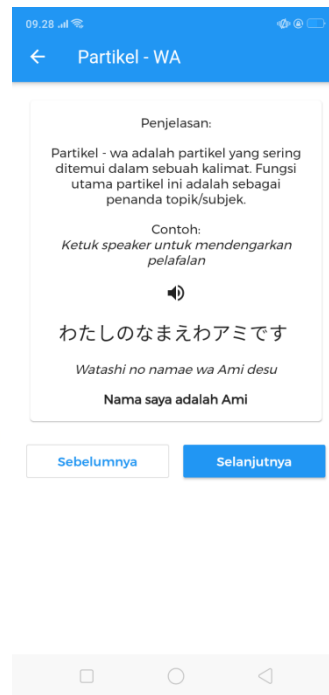 09.28
Partikel - WA
Penjelasan:
Partikel - wa adalah partikel yang sering
ditemui dalam sebuah kalimat. Fungsi
utama partikel ini adalah sebagai
penanda topik/subjek.
Contoh:
Ketuk speaker untuk mendengarkan
pelafalan
わたしのなまえわアミです
Watashi no namae wa Ami desu
Nama saya adalah Ami
Sebelumnya Selanjutnya